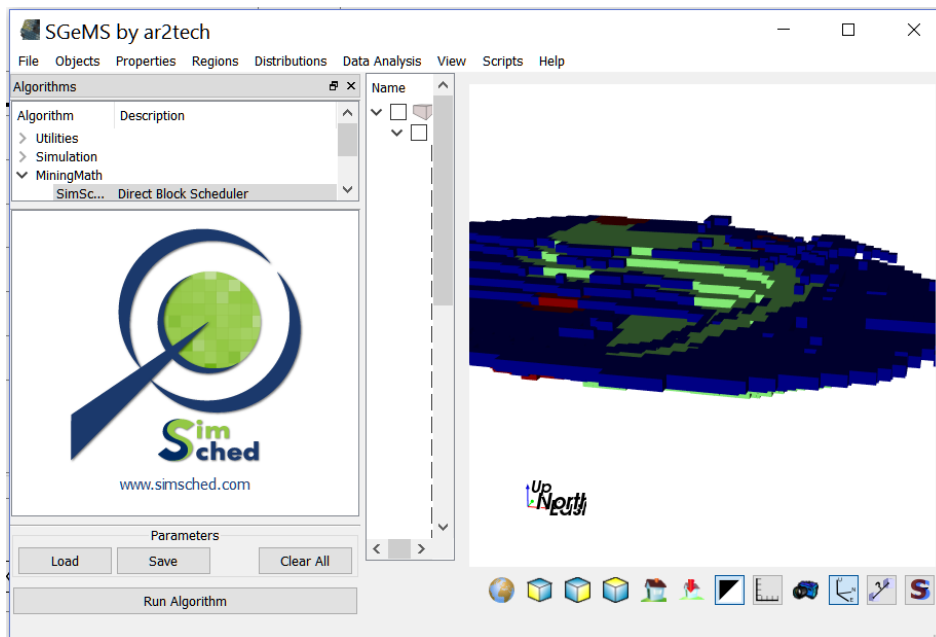 SGeMS by ar2tech
File Objects Properties Regions Distributions Data Analysis View Scripts Help
Algorithms
Algorithm Description
Utilities
Simulation
MiningMath
SimSc... Direct Block Scheduler
Sim
Sched
www.simsched.com
Parameters
Load Save Clear All
Run Algorithm
Name
Up
North
East